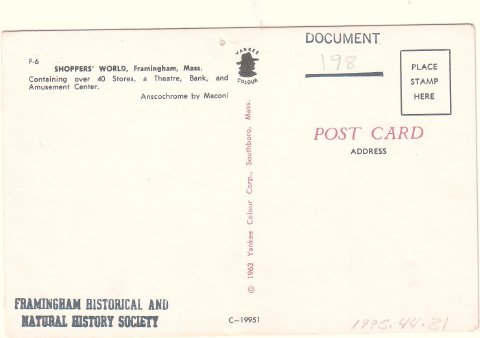 DOCUMENT
198
F-6
SHOPPERS' WORLD, Framingham, Mass.
Containing over 40 Stores, a Theatre, Bank, and
Amusement Center.
Anscochrome by Maconi
YANKEE
COLOUR
PLACE
STAMP
HERE
POST CARD
ADDRESS
© 1963 Yankee Colour Corp., Southboro, Mass.
FRAMINGHAM HISTORICAL AND
NATURAL HISTORY SOCIETY
C-19951
1995.44.31